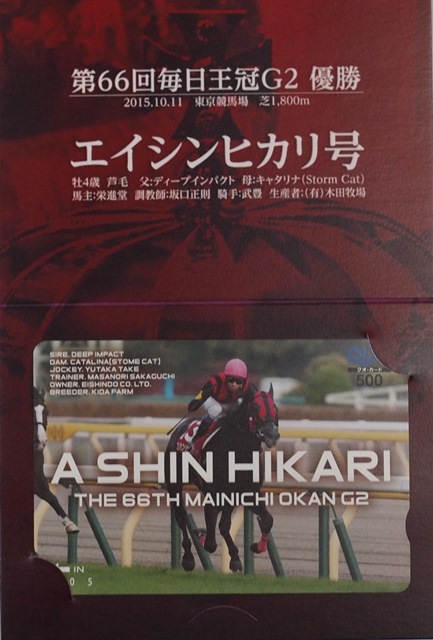 第66回毎日王冠G2 優勝
2015.10.11 東京競馬場 芝1,800m
エイシンヒカリ号
牡4歳 芦毛 父:ディープインパクト 母:キャタリナ(Storm Cat)
馬主:栄進堂 調教師:坂口正則 騎手:武豊 生産者:(有)木田牧場
SIRE. DEEP IMPACT
DAM. CATALINA(STOME CAT)
JOCKEY. YUTAKA TAKE
TRAINER. MASANORI SAKAGUCHI
OWNER. EISHINDO CO. LTD.
BREEDER. KIDA FARM
クオ・カード
500
A SHIN HIKARI
THE 66TH MAINICHI OKAN G2
IN
0 5